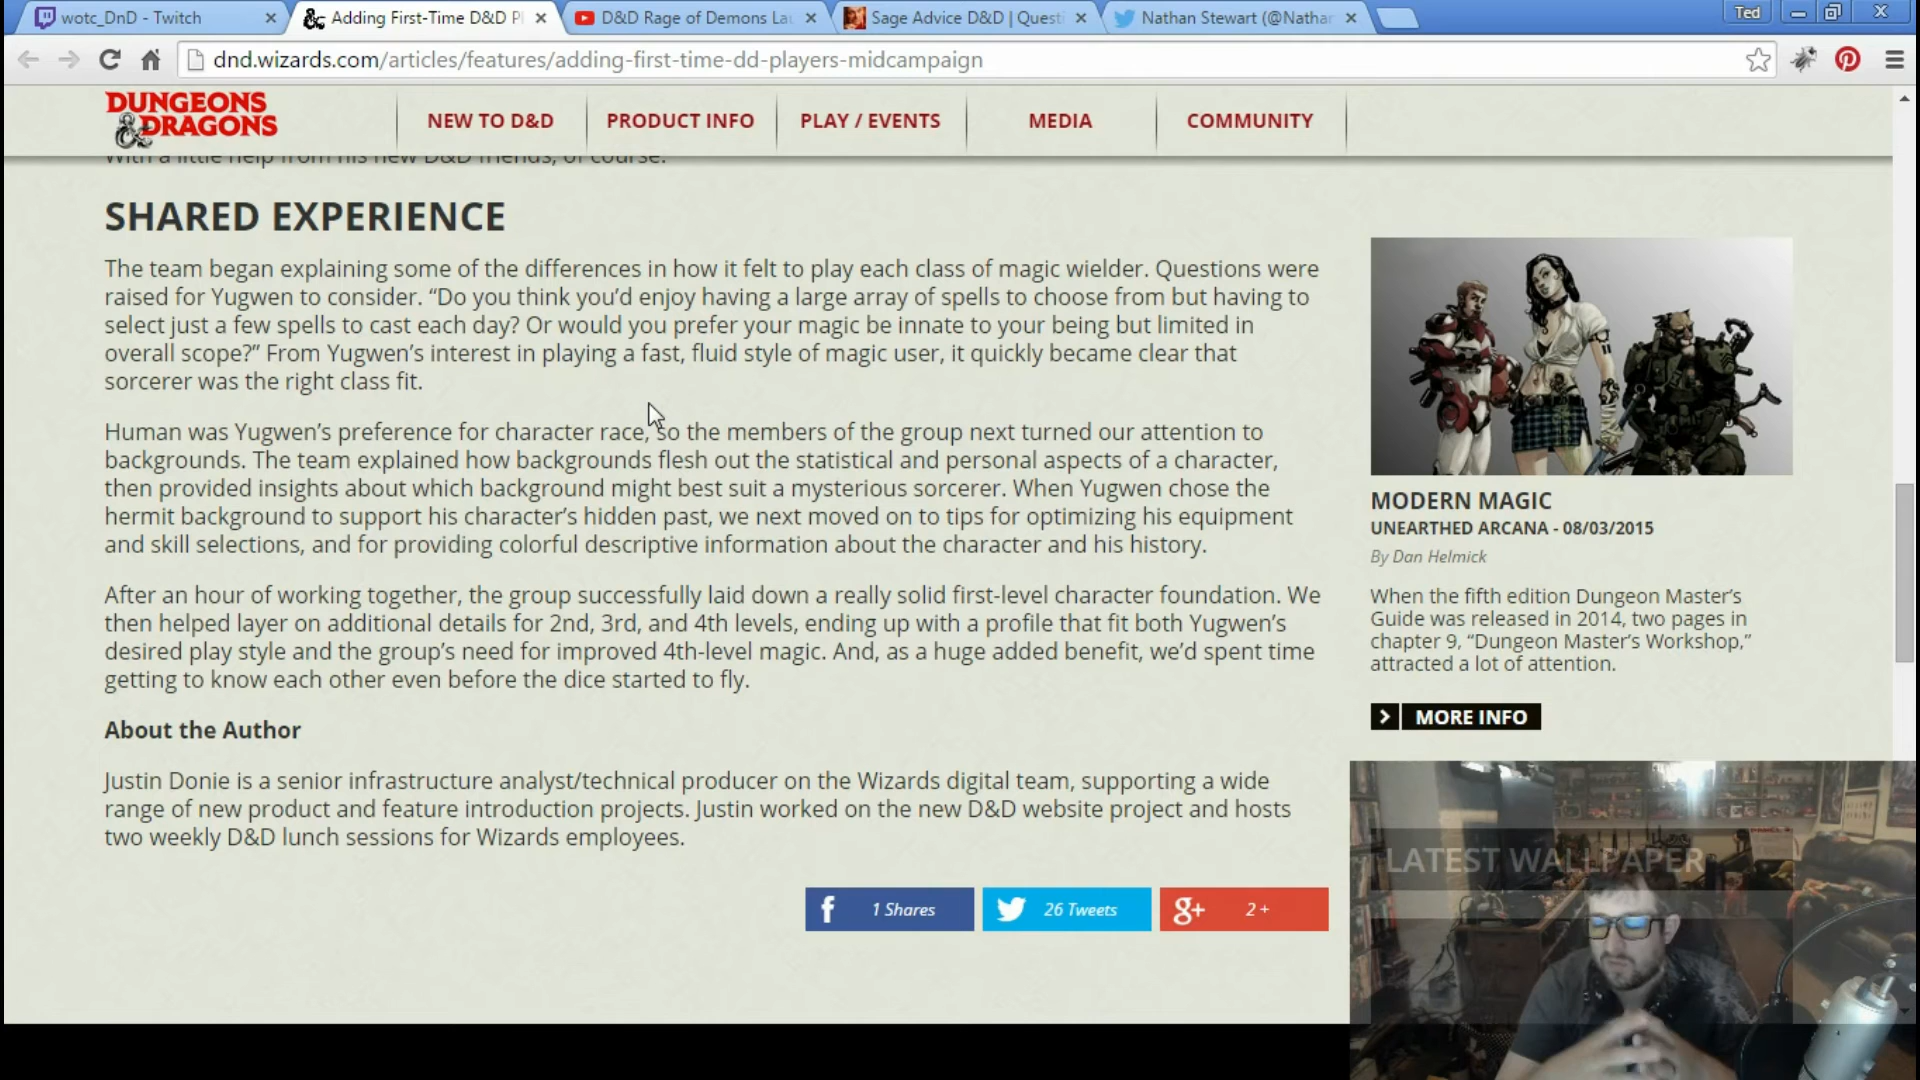 wotc_DnD - Twitch
Adding First-Time D&D Pl
D&D Rage of Demons Lau
Sage Advice D&D | Questi
Nathan Stewart (@Nathar
Ted
dnd.wizards.com/articles/features/adding-first-time-dd-players-midcampaign
DUNGEONS & DRAGONS
NEW TO D&D
PRODUCT INFO
PLAY / EVENTS
MEDIA
COMMUNITY
With a little help from his new D&D friends, of course.
SHARED EXPERIENCE
The team began explaining some of the differences in how it felt to play each class of magic wielder. Questions were
raised for Yugwen to consider. “Do you think you’d enjoy having a large array of spells to choose from but having to
select just a few spells to cast each day? Or would you prefer your magic be innate to your being but limited in
overall scope?” From Yugwen’s interest in playing a fast, fluid style of magic user, it quickly became clear that
sorcerer was the right class fit.
Human was Yugwen’s preference for character race, so the members of the group next turned our attention to
backgrounds. The team explained how backgrounds flesh out the statistical and personal aspects of a character,
then provided insights about which background might best suit a mysterious sorcerer. When Yugwen chose the
hermit background to support his character’s hidden past, we next moved on to tips for optimizing his equipment
and skill selections, and for providing colorful descriptive information about the character and his history.
After an hour of working together, the group successfully laid down a really solid first-level character foundation. We
then helped layer on additional details for 2nd, 3rd, and 4th levels, ending up with a profile that fit both Yugwen’s
desired play style and the group’s need for improved 4th-level magic. And, as a huge added benefit, we’d spent time
getting to know each other even before the dice started to fly.
About the Author
Justin Donie is a senior infrastructure analyst/technical producer on the Wizards digital team, supporting a wide
range of new product and feature introduction projects. Justin worked on the new D&D website project and hosts
two weekly D&D lunch sessions for Wizards employees.
1 Shares
26 Tweets
g+ 2 +
MODERN MAGIC
UNEARTHED ARCANA - 08/03/2015
By Dan Helmick
When the fifth edition Dungeon Master’s
Guide was released in 2014, two pages in
chapter 9, “Dungeon Master’s Workshop,”
attracted a lot of attention.
MORE INFO
LATEST WALLPAPER